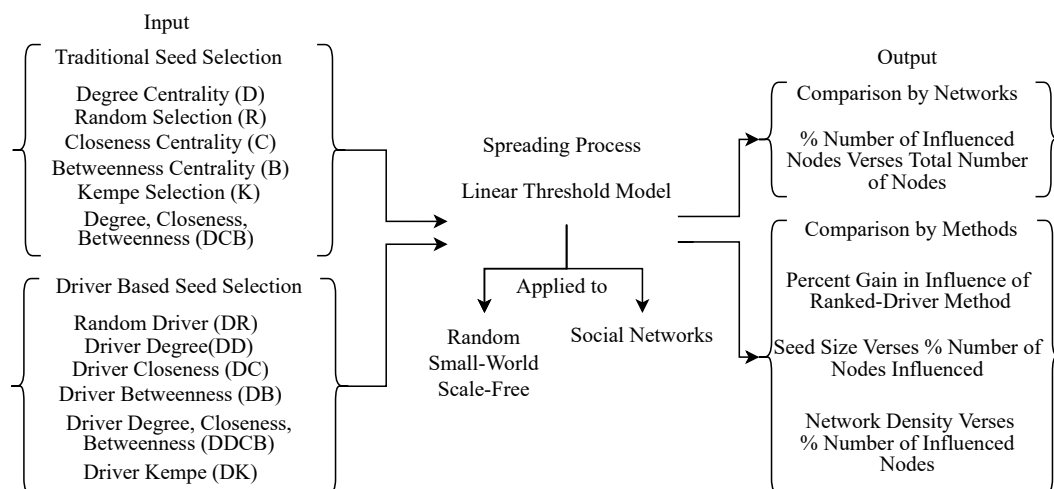 Input
Traditional Seed Selection
Degree Centrality (D)
Random Selection (R)
Closeness Centrality (C)
Betweenness Centrality (B)
Kempe Selection (K)
Degree, Closeness,
Betweenness (DCB)
Driver Based Seed Selection
Random Driver (DR)
Driver Degree(DD)
Driver Closeness (DC)
Driver Betweenness (DB)
Driver Degree, Closeness,
Betweenness (DDCB)
Driver Kempe (DK)
Spreading Process
Linear Threshold Model
Applied to
Random
Small-World
Scale-Free
Social Networks
Output
Comparison by Networks
% Number of Influenced
Nodes Verses Total Number
of Nodes
Comparison by Methods
Percent Gain in Influence of
Ranked-Driver Method
Seed Size Verses % Number of
Nodes Influenced
Network Density Verses
% Number of Influenced
Nodes